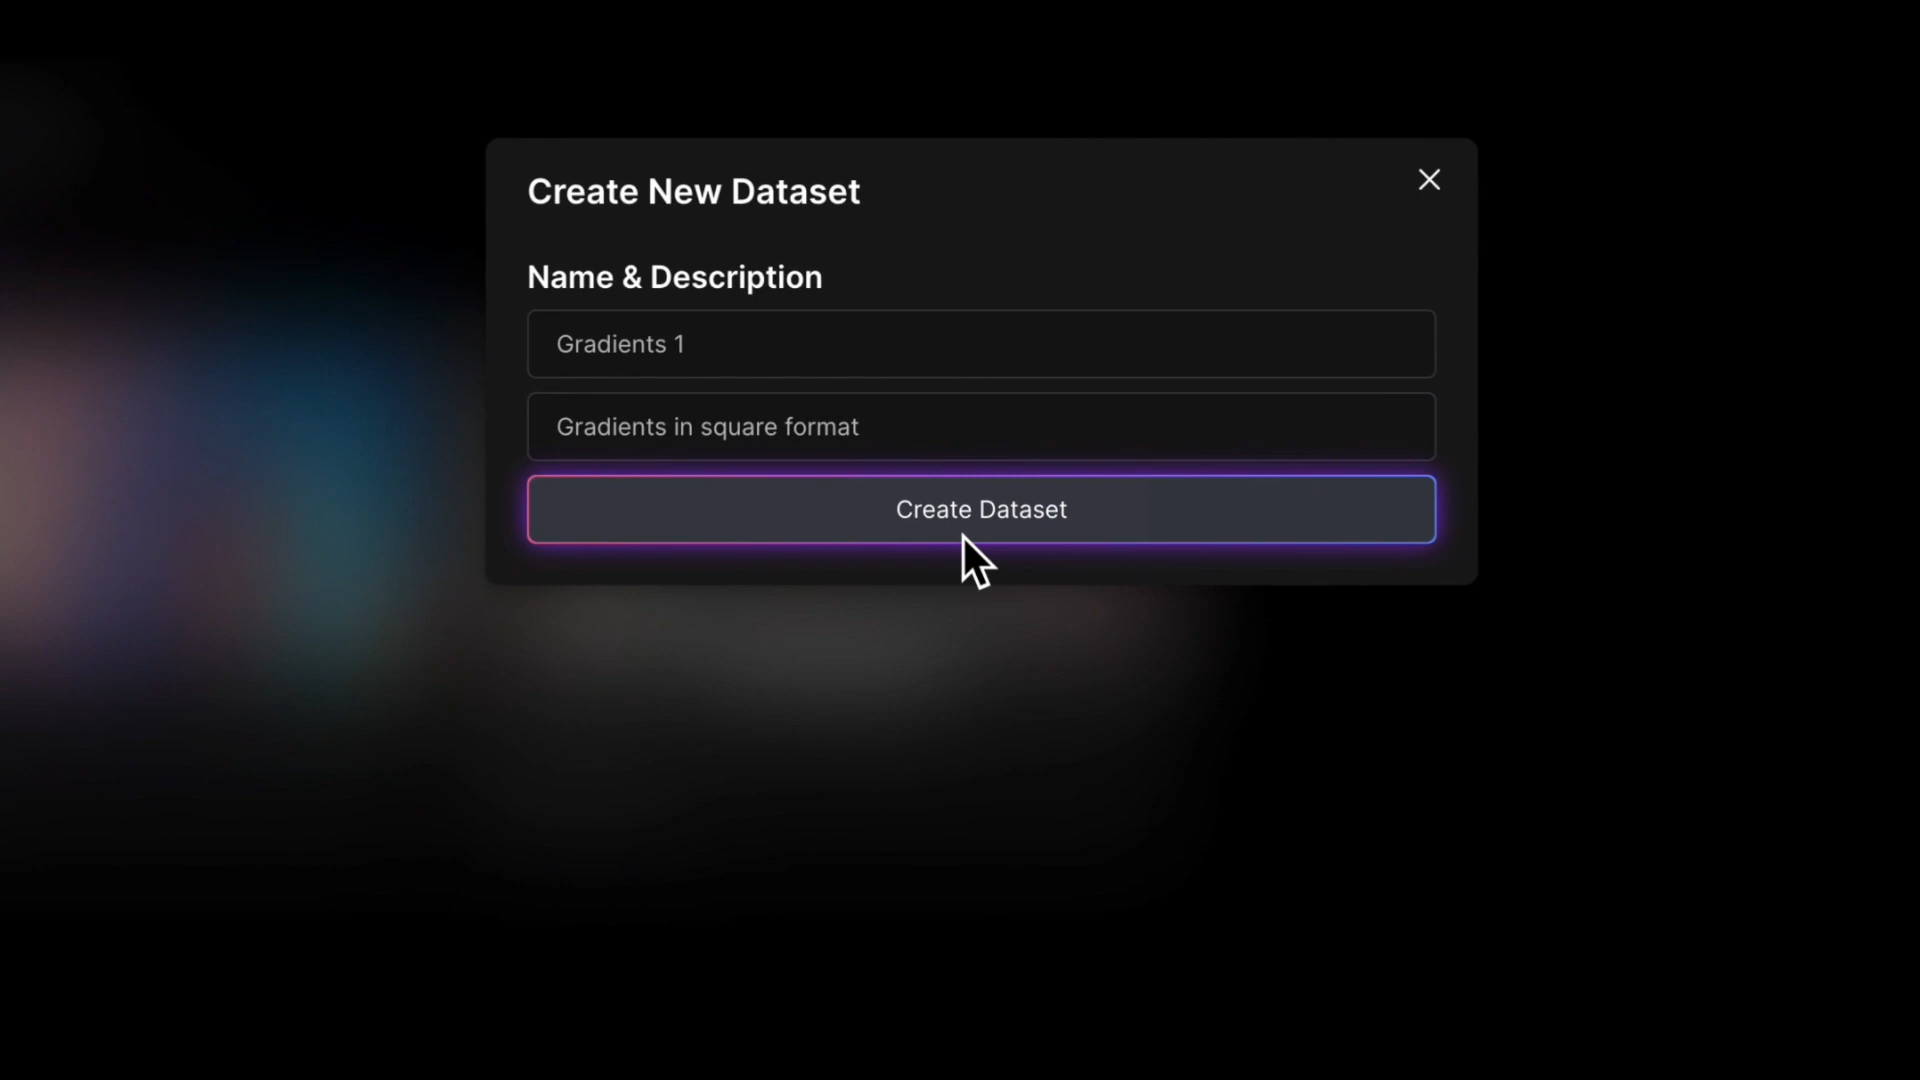 Create New Dataset
Name & Description
Gradients 1
Gradients in square format
Create Dataset